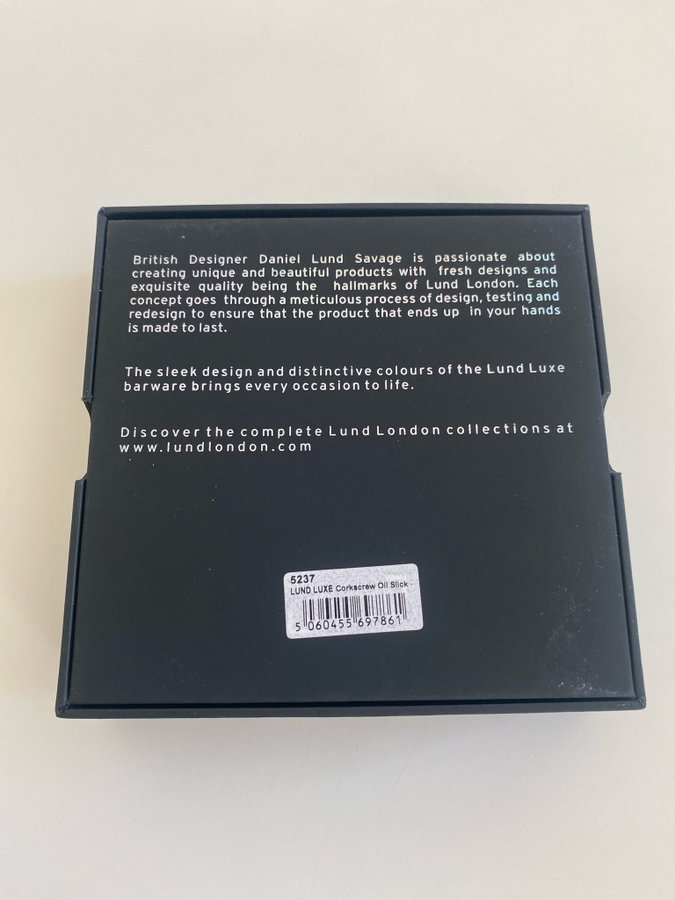 British Designer Daniel Lund Savage is passionate about
creating unique and beautiful products with fresh designs and
exquisite quality being the hallmarks of Lund London. Each
concept goes through a meticulous process of design, testing and
redesign to ensure that the product that ends up in your hands
is made to last.
The sleek design and distinctive colours of the Lund Luxe
barware brings every occasion to life.
Discover the complete Lund London collections at
www.lundlondon.com
5237
LUND LUXE Corkscrew Oil Slick -
5 060455 697861